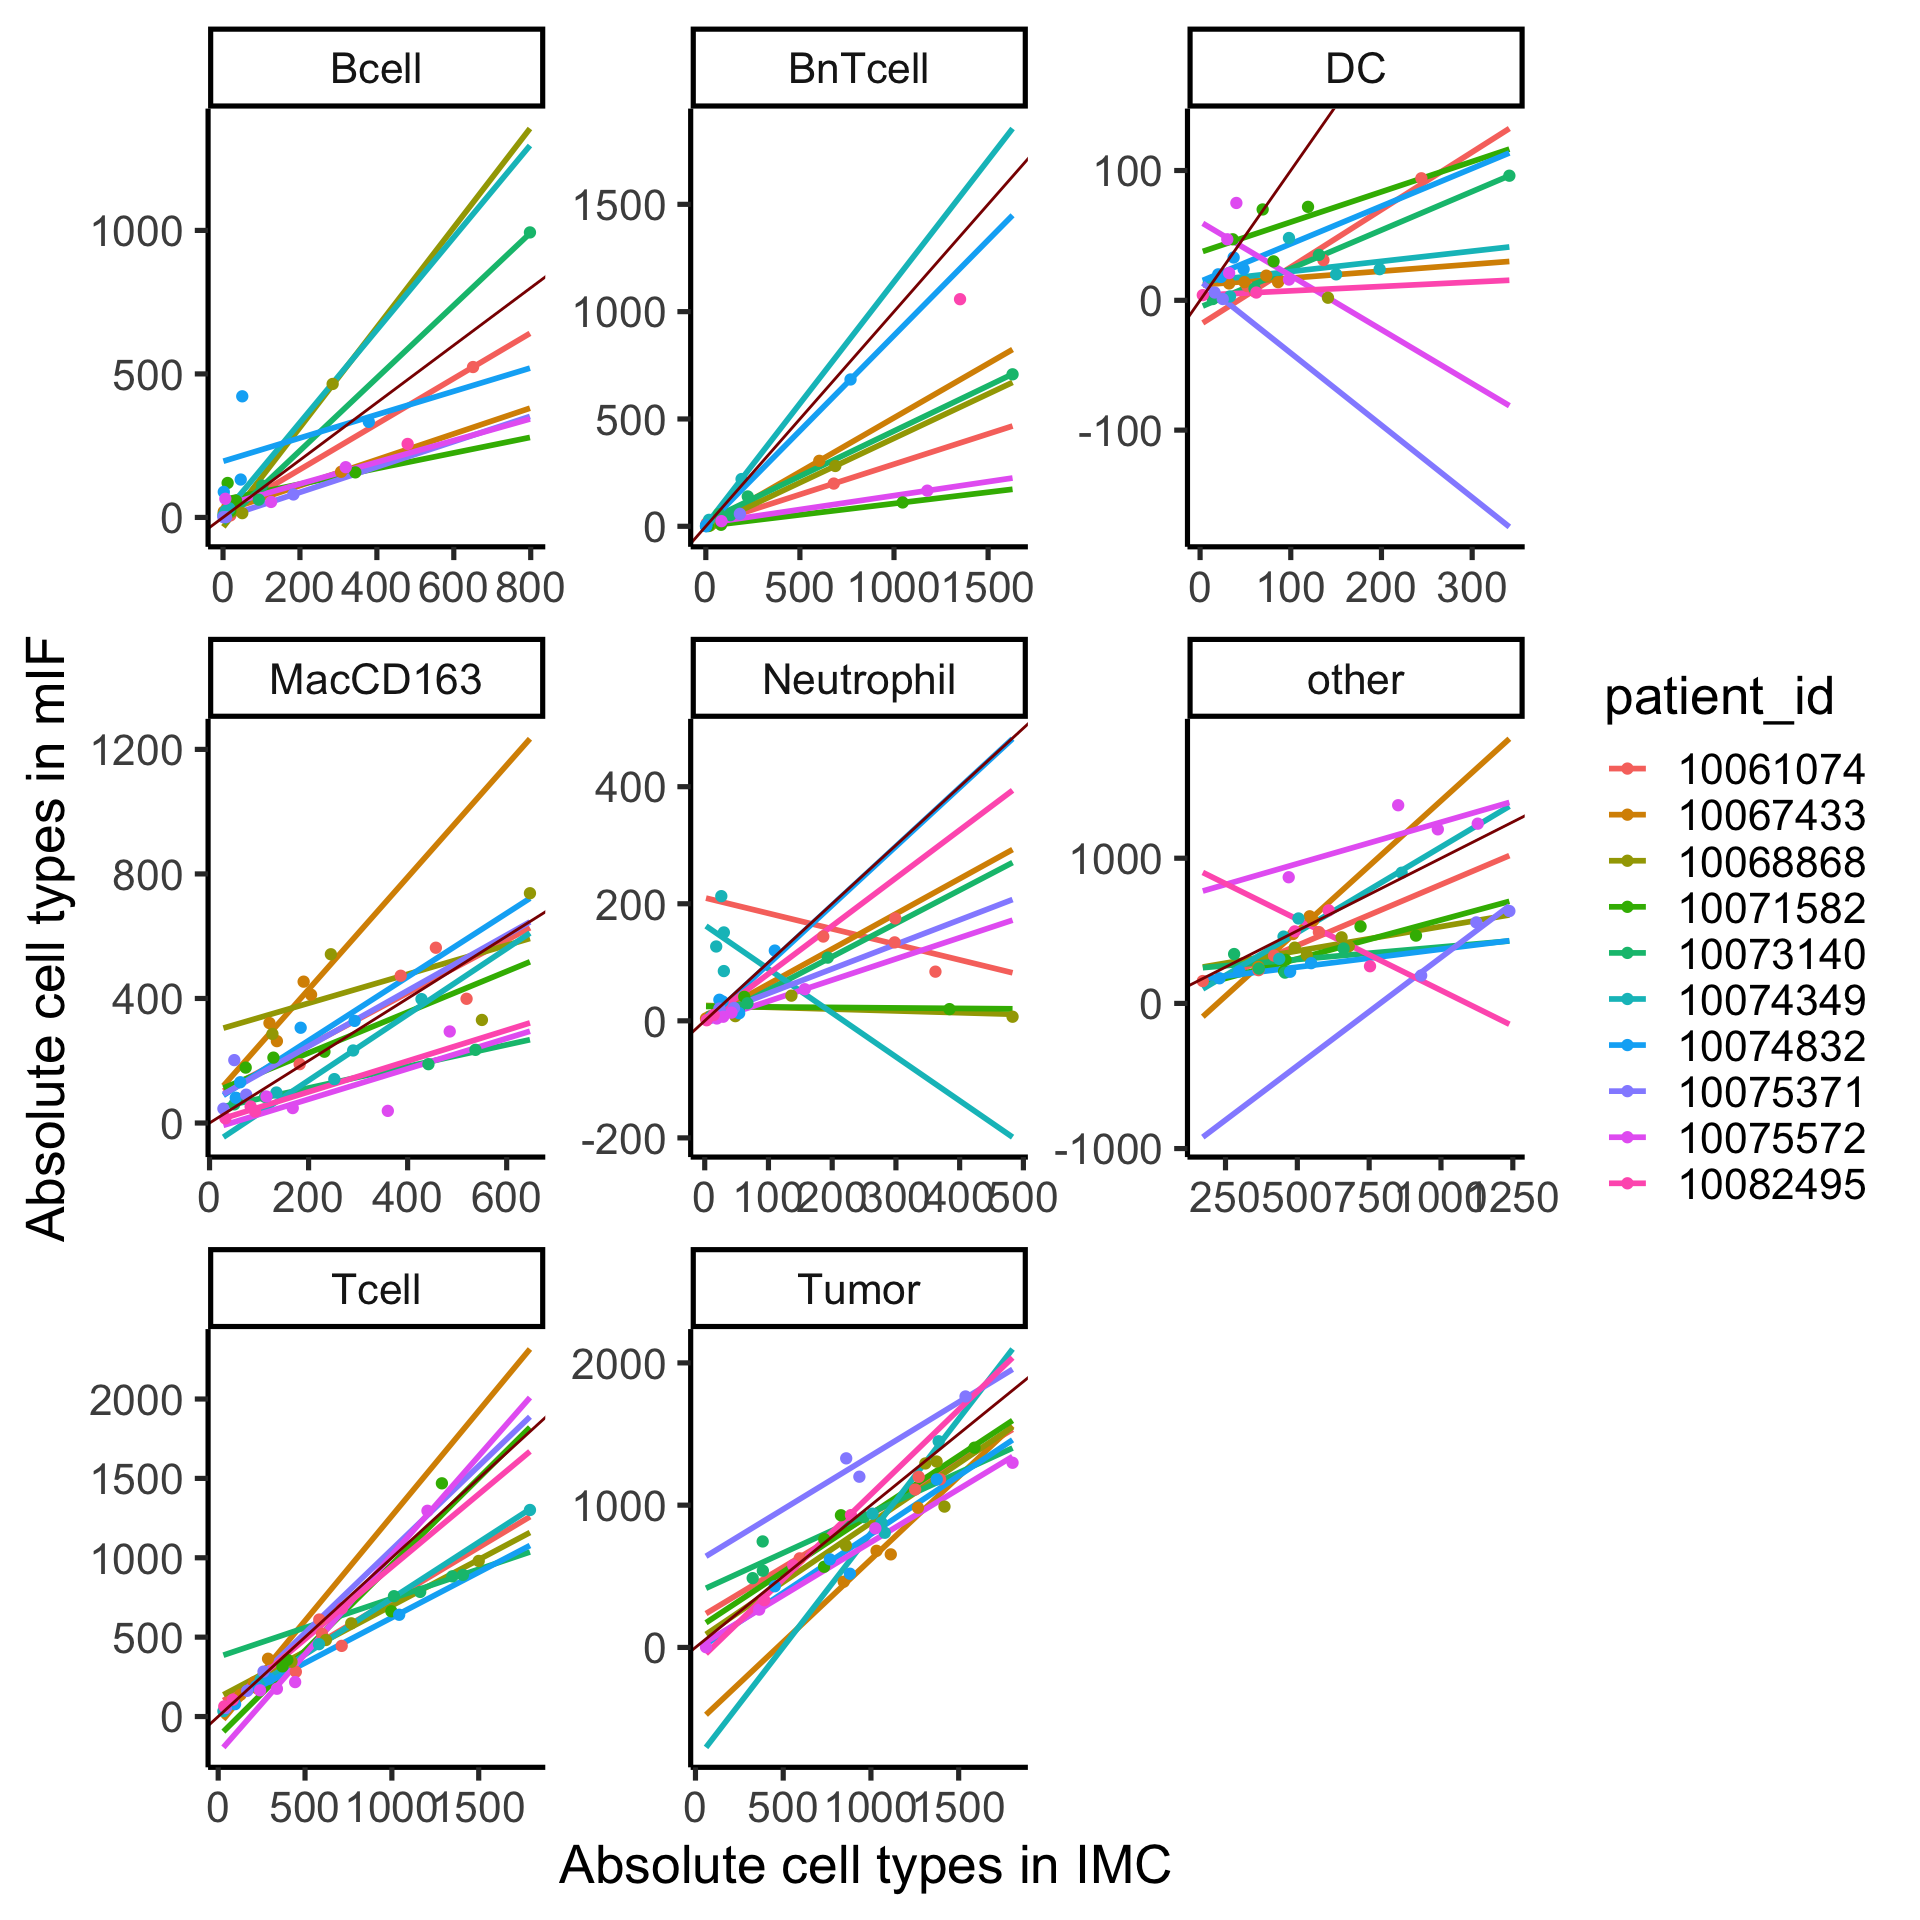 Bcell
BnTcell
DC
1000
500
0
0 200 400 600 800
1500
1000
500
0
0 500 1000 1500
100
0
-100
0 100 200 300
MacCD163
Neutrophil
other
1200
800
400
0
0 200 400 600
400
200
0
-200
0 100 200 300 400 500
1000
0
-1000
250 500 750 1000 1250
Tcell
Tumor
2000
1500
1000
500
0
0 500 1000 1500
2000
1000
0
0 500 1000 1500
Absolute cell types in mIF
Absolute cell types in IMC
patient_id
10061074
10067433
10068868
10071582
10073140
10074349
10074832
10075371
10075572
10082495